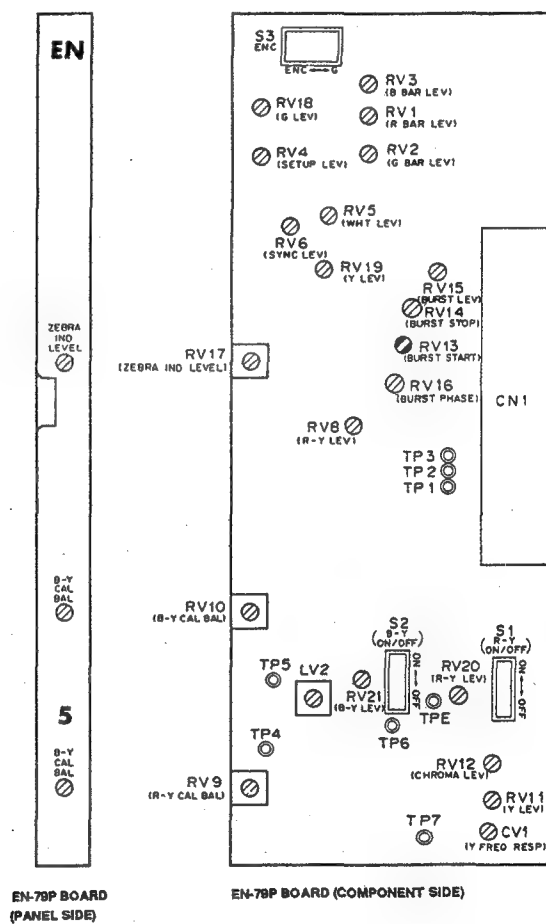 EN
ZEBRA
IND
LEVEL
B-Y
CAL
BAL
5
B-Y
CAL
BAL
EN-79P BOARD
(PANEL SIDE)
S3
ENC
ENC ↔ G
RV3
(B BAR LEV)
RV18
(G LEV)
RV1
(R BAR LEV)
RV4
(SETUP LEV)
RV2
(G BAR LEV)
RV5
(WHT LEV)
RV6
(SYNC LEV)
RV19
(Y LEV)
RV15
(BURST LEV)
RV14
(BURST STOP)
RV17
(ZEBRA IND LEVEL)
RV13
(BURST START)
RV16
(BURST PHASE)
CN1
RV8
(R-Y LEV)
TP3
TP2
TP1
RV10
(B-Y CAL BAL)
S2
B-Y
(ON/OFF)
ON ↔ OFF
S1
R-Y
(ON/OFF)
ON ↔ OFF
TP5
LV2
RV21
(B-Y LEV)
RV20
(R-Y LEV)
TPE
TP6
TP4
RV12
(CHROMA LEV)
RV9
(R-Y CAL BAL)
RV11
(Y LEV)
TP7
CV1
(Y FREQ RESP)
EN-79P BOARD (COMPONENT SIDE)